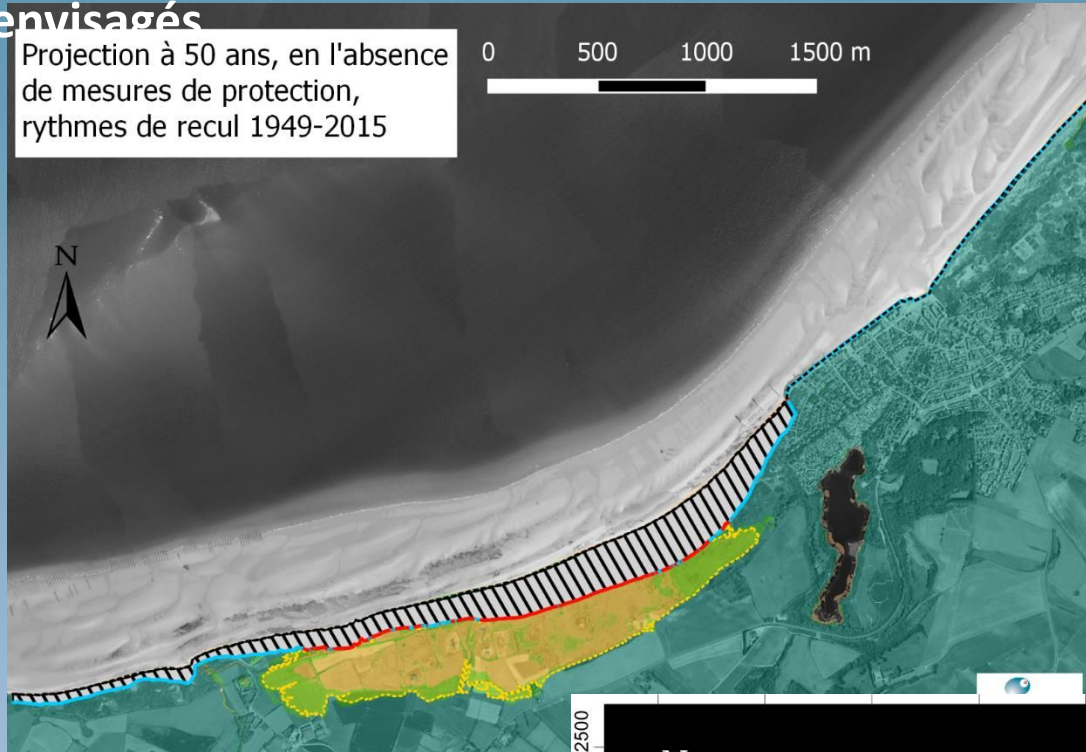 envisagés
Projection à 50 ans, en l'absence
de mesures de protection,
rythmes de recul 1949-2015
0 500 1000 1500 m
N
2500